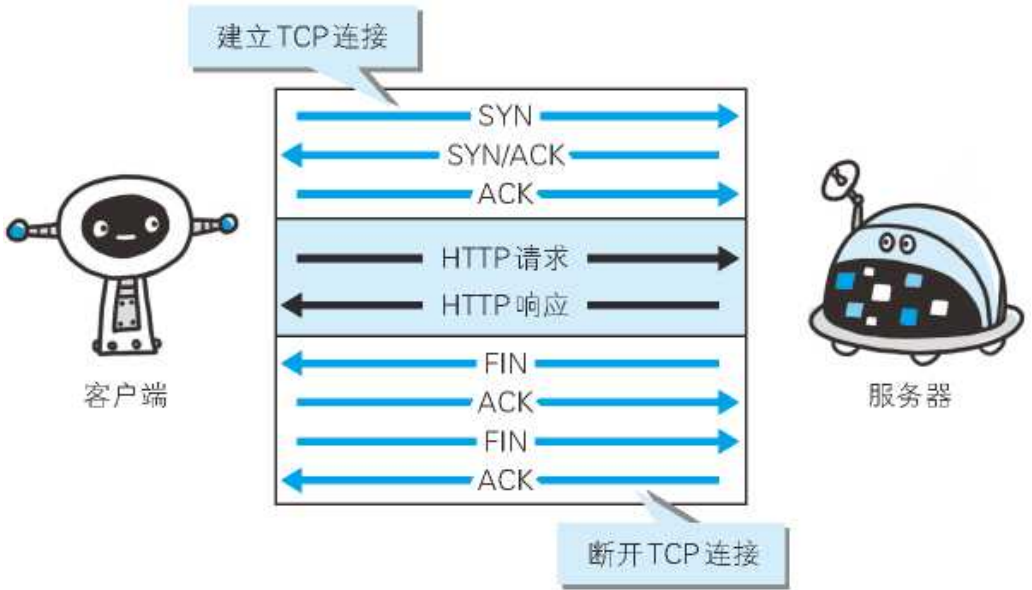 建立TCP连接
SYN
SYN/ACK
ACK
HTTP请求
HTTP响应
FIN
ACK
FIN
ACK
客户端
服务器
断开TCP连接